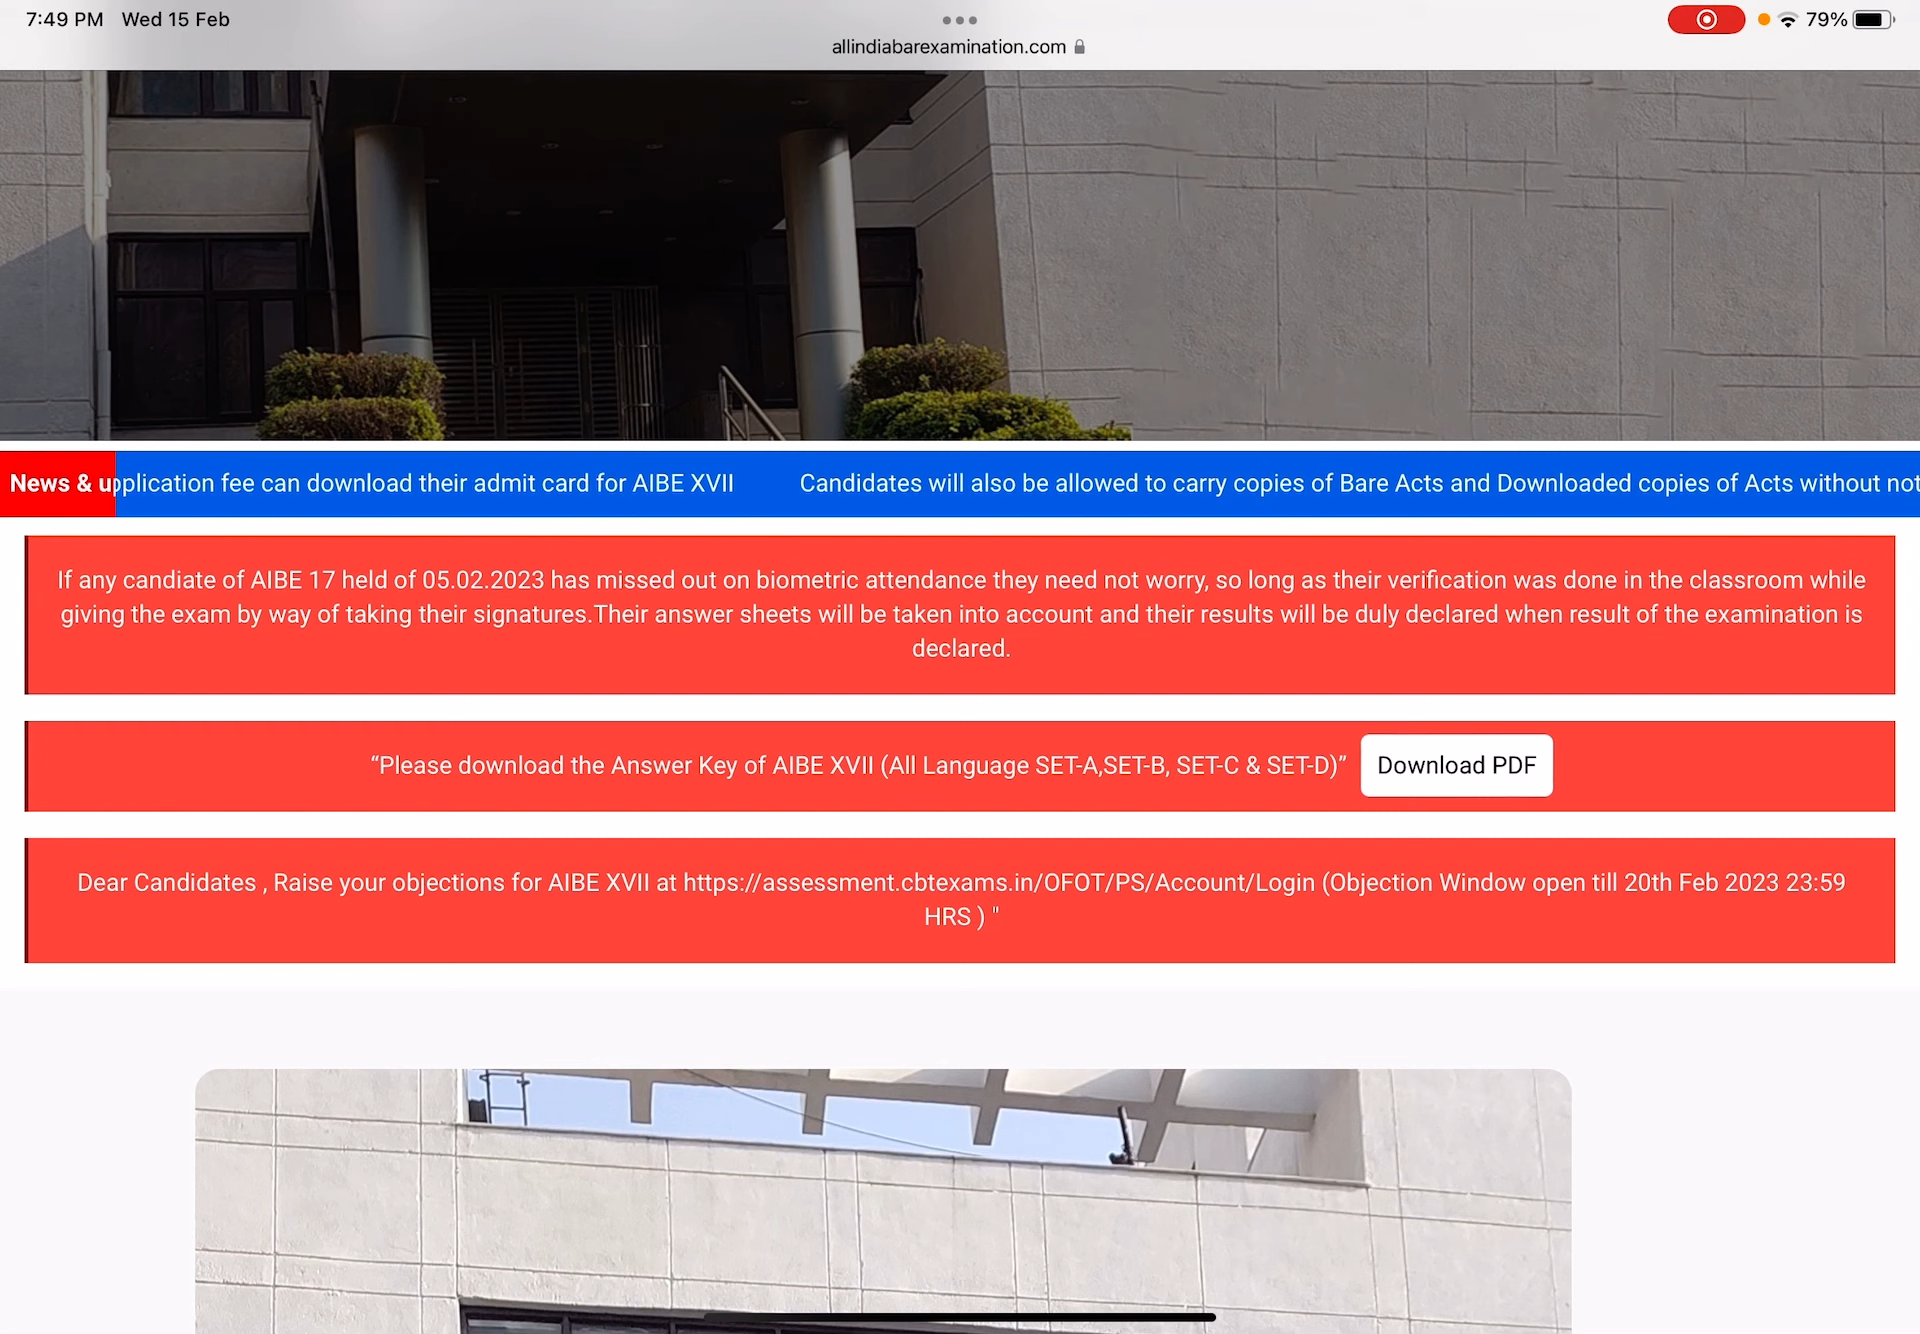 7:49 PM Wed 15 Feb
79%
allindiabarexamination.com
News & u
pplication fee can download their admit card for AIBE XVII Candidates will also be allowed to carry copies of Bare Acts and Downloaded copies of Acts without not
If any candiate of AIBE 17 held of 05.02.2023 has missed out on biometric attendance they need not worry, so long as their verification was done in the classroom while
giving the exam by way of taking their signatures.Their answer sheets will be taken into account and their results will be duly declared when result of the examination is
declared.
“Please download the Answer Key of AIBE XVII (All Language SET-A,SET-B, SET-C & SET-D)” Download PDF
Dear Candidates , Raise your objections for AIBE XVII at https://assessment.cbtexams.in/OFOT/PS/Account/Login (Objection Window open till 20th Feb 2023 23:59
HRS ) "